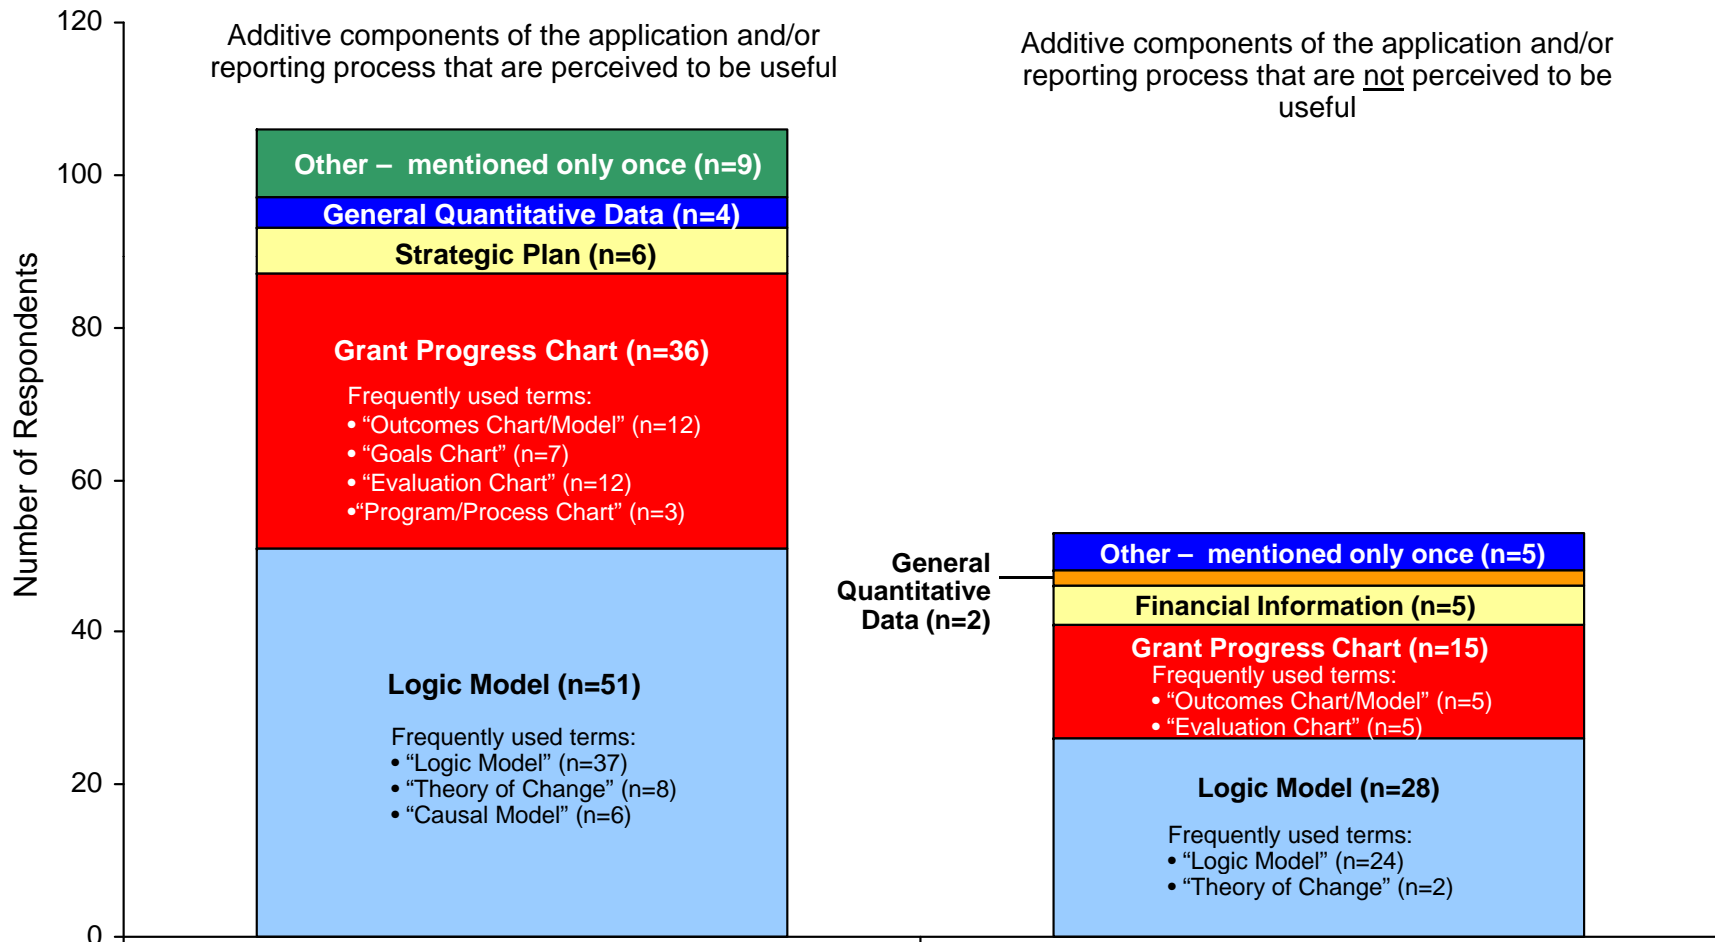 120
100
80
60
40
20
0
Number of Respondents
Additive components of the application and/or
reporting process that are perceived to be useful
Other – mentioned only once (n=9)
General Quantitative Data (n=4)
Strategic Plan (n=6)
Grant Progress Chart (n=36)
Frequently used terms:
• “Outcomes Chart/Model” (n=12)
• “Goals Chart” (n=7)
• “Evaluation Chart” (n=12)
•“Program/Process Chart” (n=3)
Logic Model (n=51)
Frequently used terms:
• “Logic Model” (n=37)
• “Theory of Change” (n=8)
• “Causal Model” (n=6)
Additive components of the application and/or
reporting process that are not perceived to be
useful
Other – mentioned only once (n=5)
General
Quantitative
Data (n=2)
Financial Information (n=5)
Grant Progress Chart (n=15)
Frequently used terms:
• “Outcomes Chart/Model” (n=5)
• “Evaluation Chart” (n=5)
Logic Model (n=28)
Frequently used terms:
• “Logic Model” (n=24)
• “Theory of Change” (n=2)